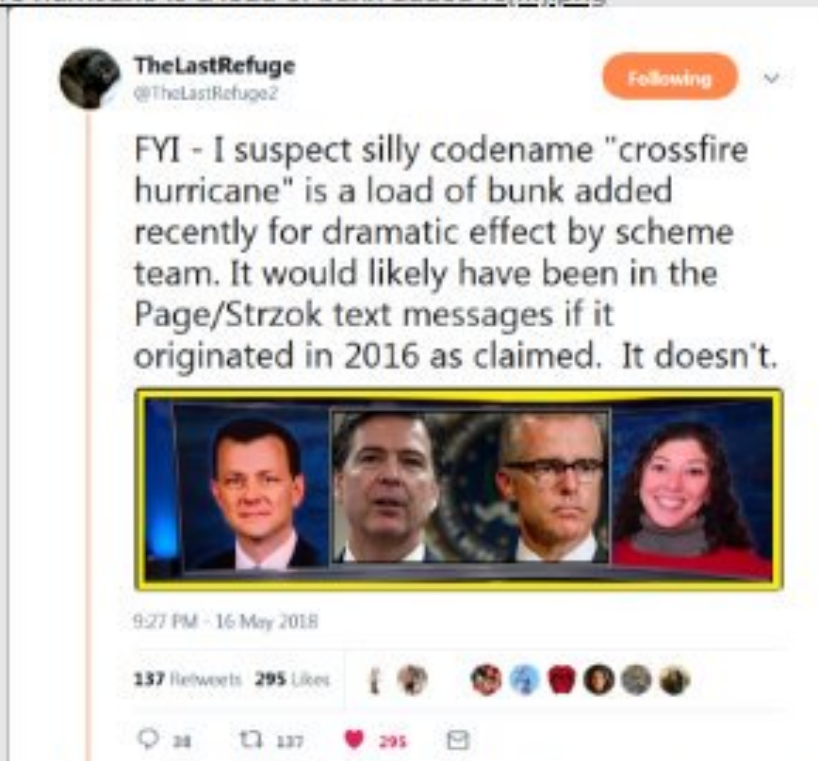 TheLastRefuge
Following
@TheLastRefuge2
FYI - I suspect silly codename "crossfire
hurricane" is a load of bunk added
recently for dramatic effect by scheme
team. It would likely have been in the
Page/Strzok text messages if it
originated in 2016 as claimed.  It doesn't.
9:27 PM - 16 May 2018
137 Retweets 295 Likes
38 137 295